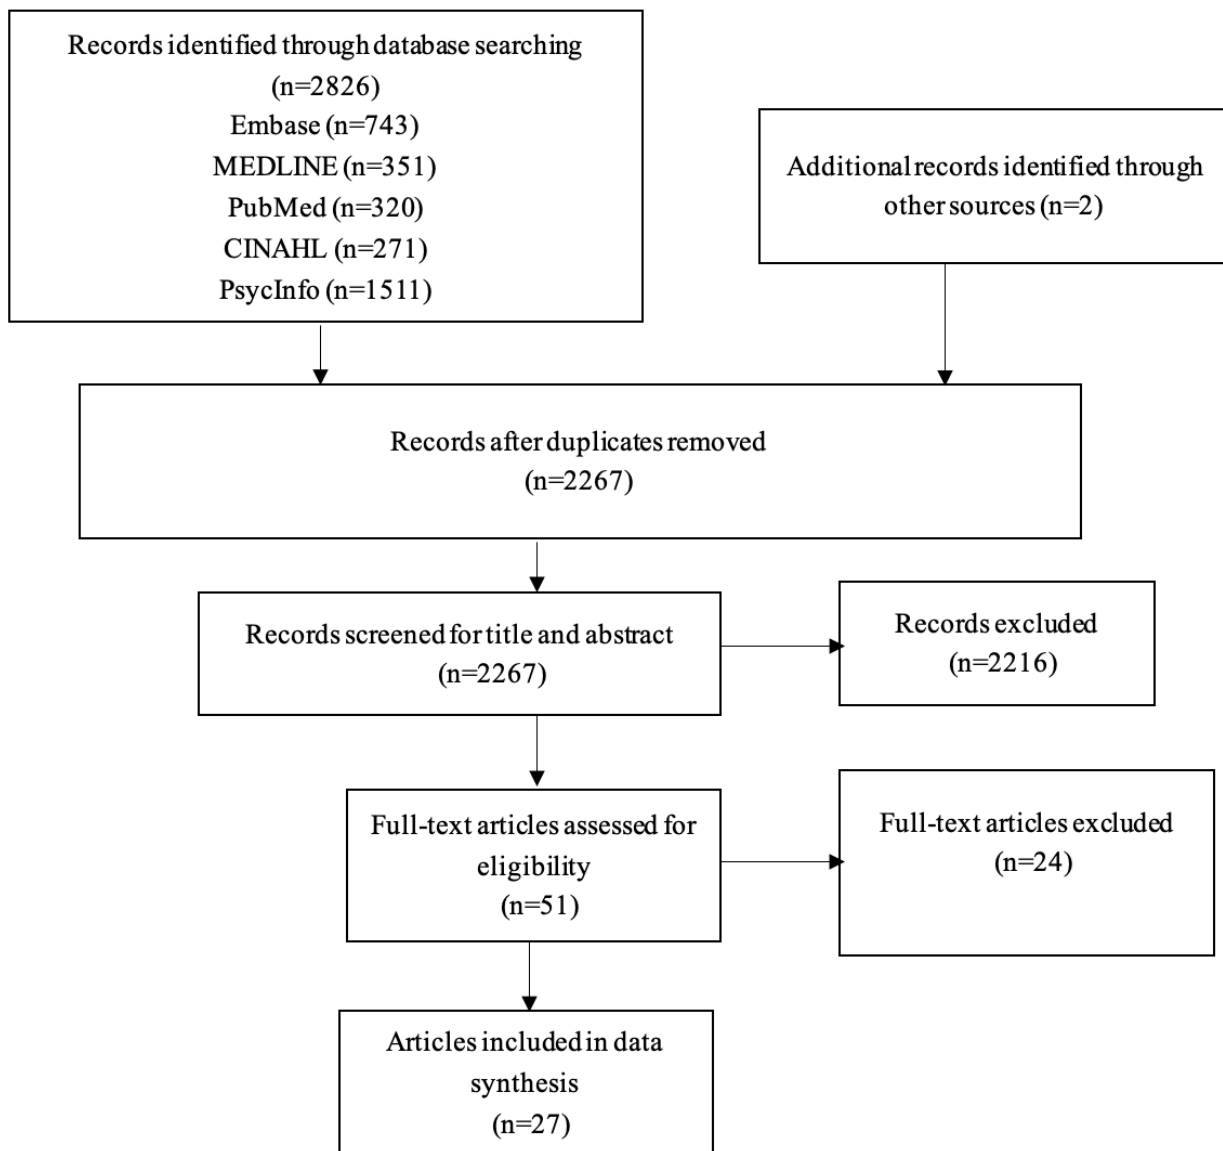 Records identified through database searching
(n=2826)
Embase (n=743)
MEDLINE (n=351)
PubMed (n=320)
CINAHL (n=271)
PsycInfo (n=1511)
Additional records identified through
other sources (n=2)
Records after duplicates removed
(n=2267)
Records screened for title and abstract
(n=2267)
Records excluded
(n=2216)
Full-text articles assessed for
eligibility
(n=51)
Full-text articles excluded
(n=24)
Articles included in data
synthesis
(n=27)